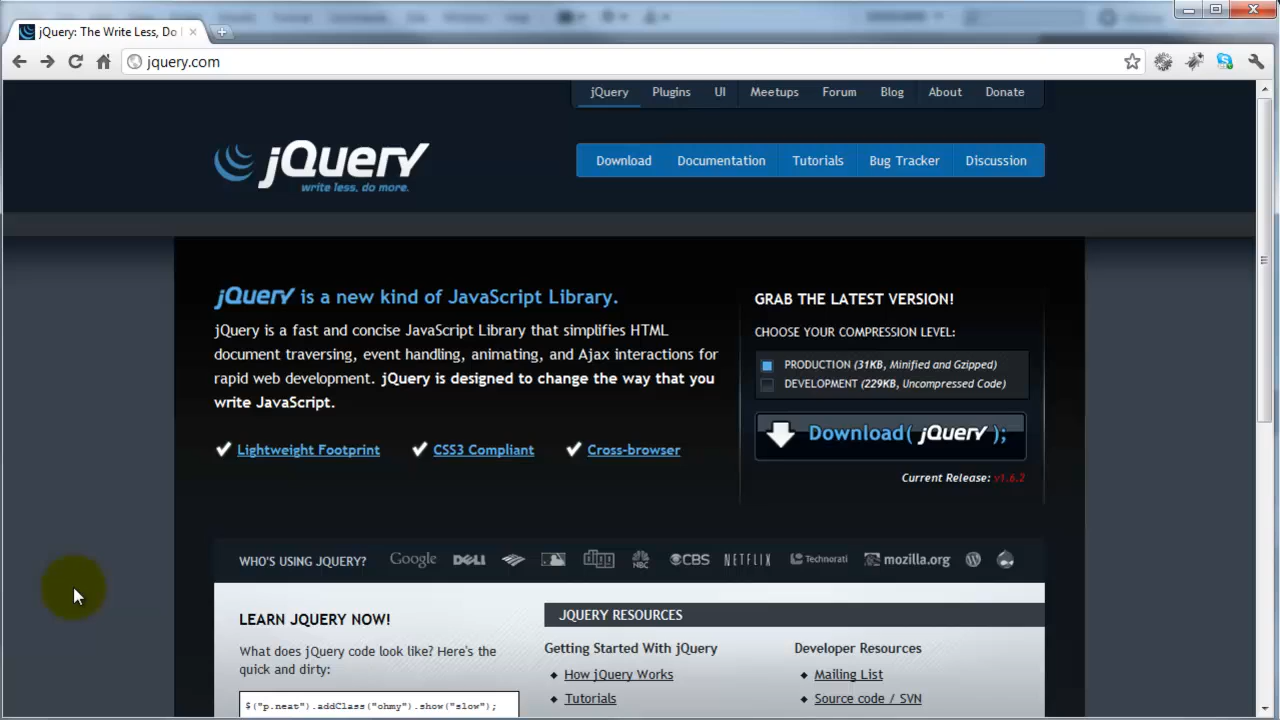 jQuery: The Write Less, Do
jquery.com
jQuery Plugins UI Meetups Forum Blog About Donate
jQuery
write less, do more.
Download Documentation Tutorials Bug Tracker Discussion
jQuery is a new kind of JavaScript Library.
jQuery is a fast and concise JavaScript Library that simplifies HTML
document traversing, event handling, animating, and Ajax interactions for
rapid web development. jQuery is designed to change the way that you
write JavaScript.
Lightweight Footprint CSS3 Compliant Cross-browser
GRAB THE LATEST VERSION!
CHOOSE YOUR COMPRESSION LEVEL:
PRODUCTION (31KB, Minified and Gzipped)
DEVELOPMENT (229KB, Uncompressed Code)
Download( jQuery );
Current Release: v1.6.2
WHO'S USING JQUERY? Google DELL digg NBC CBS NETFLIX Technorati mozilla.org
LEARN JQUERY NOW!
What does jQuery code look like? Here's the
quick and dirty:
$("p.neat").addClass("ohmy").show("slow");
JQUERY RESOURCES
Getting Started With jQuery
How jQuery Works
Tutorials
Developer Resources
Mailing List
Source code / SVN